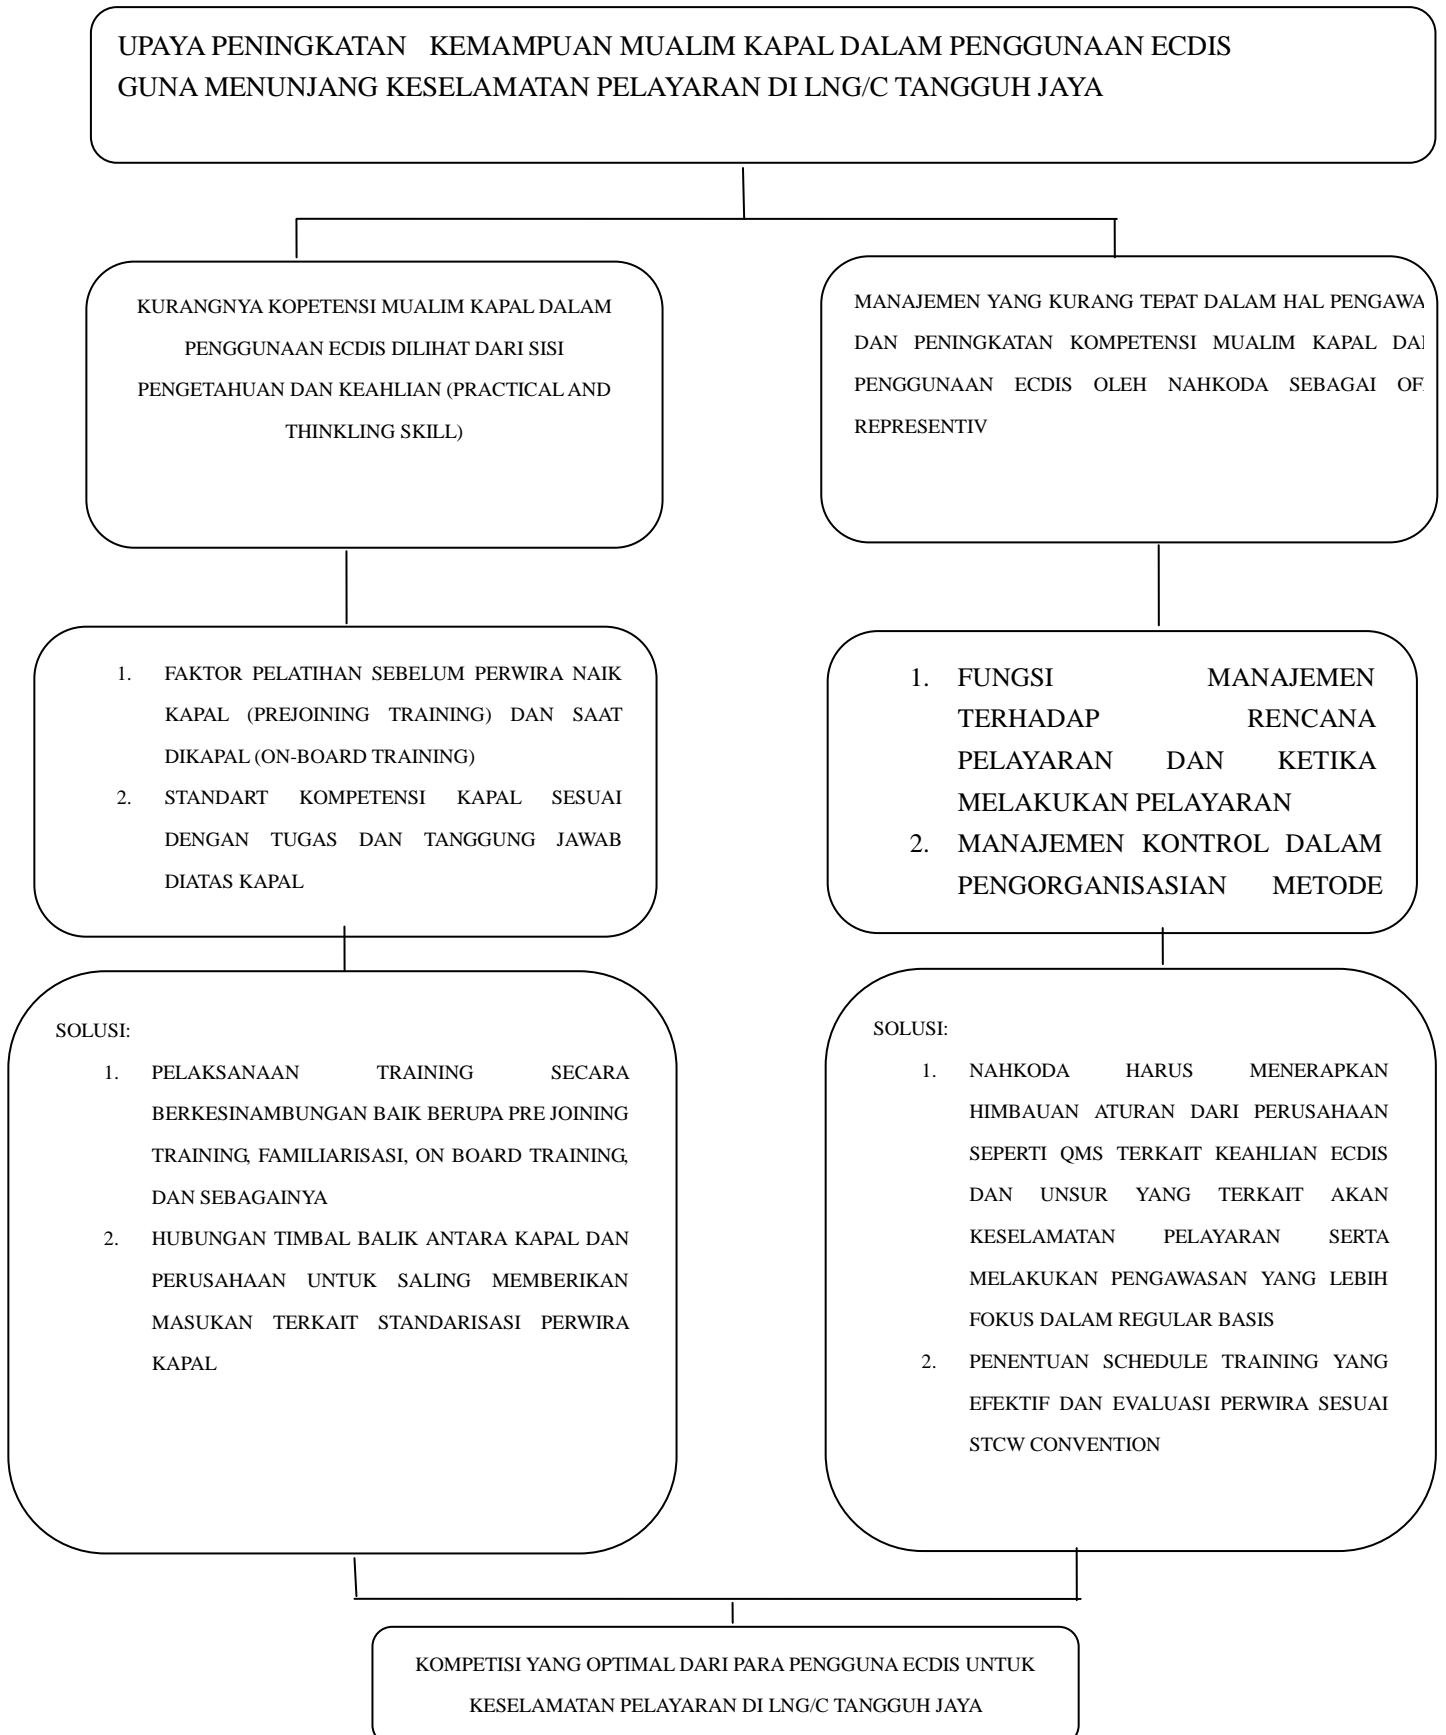 UPAYA PENINGKATAN KEMAMPUAN MUALIM KAPAL DALAM PENGGUNAAN ECDIS
GUNA MENUNJANG KESELAMATAN PELAYARAN DI LNG/C TANGGUH JAYA
KURANGNYA KOPETENSI MUALIM KAPAL DALAM
PENGGUNAAN ECDIS DILIHAT DARI SISI
PENGETAHUAN DAN KEAHLIAN (PRACTICAL AND
THINKLING SKILL)
MANAJEMEN YANG KURANG TEPAT DALAM HAL
DAN PENINGKATAN KOMPETENSI MUALIM KAPAL
PENGGUNAAN ECDIS OLEH NAHKODA SEBAGAI
REPRESENTIV
1. FAKTOR PELATIHAN SEBELUM PERWIRA NAIK
KAPAL (PREJOINING TRAINING) DAN SAAT
DIKAPAL (ON-BOARD TRAINING)
2. STANDART KOMPETENSI KAPAL SESUAI
DENGAN TUGAS DAN TANGGUNG JAWAB
DIATAS KAPAL
1. FUNGSI MANAJEMEN
TERHADAP RENCANA
PELAYARAN DAN KETIKA
MELAKUKAN PELAYARAN
2. MANAJEMEN KONTROL DALAM
PENGORGANISASIAN METODE
SOLUSI:
1. PELAKSANAAN TRAINING SECARA
BERKESINAMBUNGAN BAIK BERUPA PRE JOINING
TRAINING, FAMILIARISASI, ON BOARD TRAINING,
DAN SEBAGAINYA
2. HUBUNGAN TIMBAL BALIK ANTARA KAPAL DAN
PERUSAHAAN UNTUK SALING MEMBERIKAN
MASUKAN TERKAIT STANDARISASI PERWIRA
KAPAL
SOLUSI:
1. NAHKODA HARUS MENERAPKAN
HIMBAUAN ATURAN DARI PERUSAHAAN
SEPERTI QMS TERKAIT KEAHLIAN ECDIS
DAN UNSUR YANG TERKAIT AKAN
KESELAMATAN PELAYARAN SERTA
MELAKUKAN PENGAWASAN YANG LEBIH
FOKUS DALAM REGULAR BASIS
2. PENENTUAN SCHEDULE TRAINING YANG
EFEKTIF DAN EVALUASI PERWIRA SESUAI
STCW CONVENTION
KOMPETISI YANG OPTIMAL DARI PARA PENGGUNA ECDIS UNTUK
KESELAMATAN PELAYARAN DI LNG/C TANGGUH JAYA